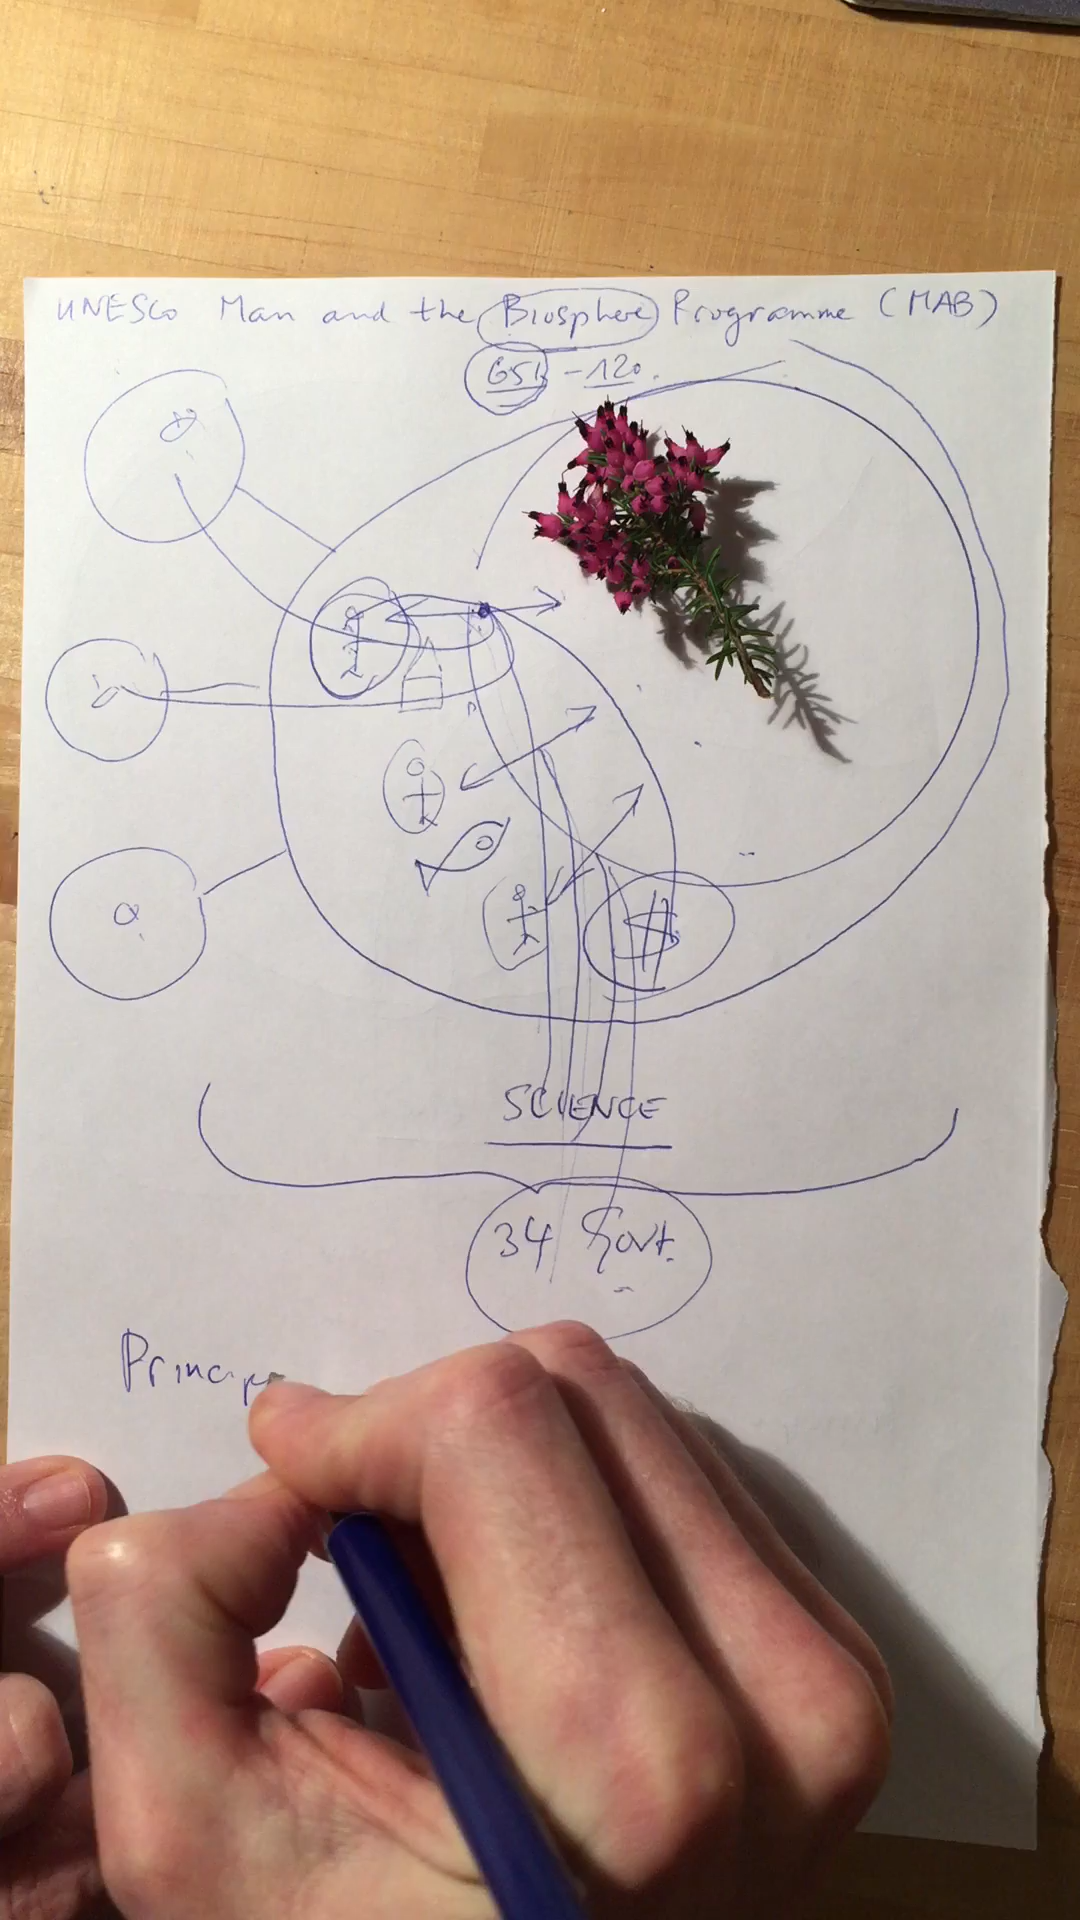 UNESCO Man and the Biosphere Programme (MAB)
651 - 120.
SCIENCE
34 Govt.
Princip